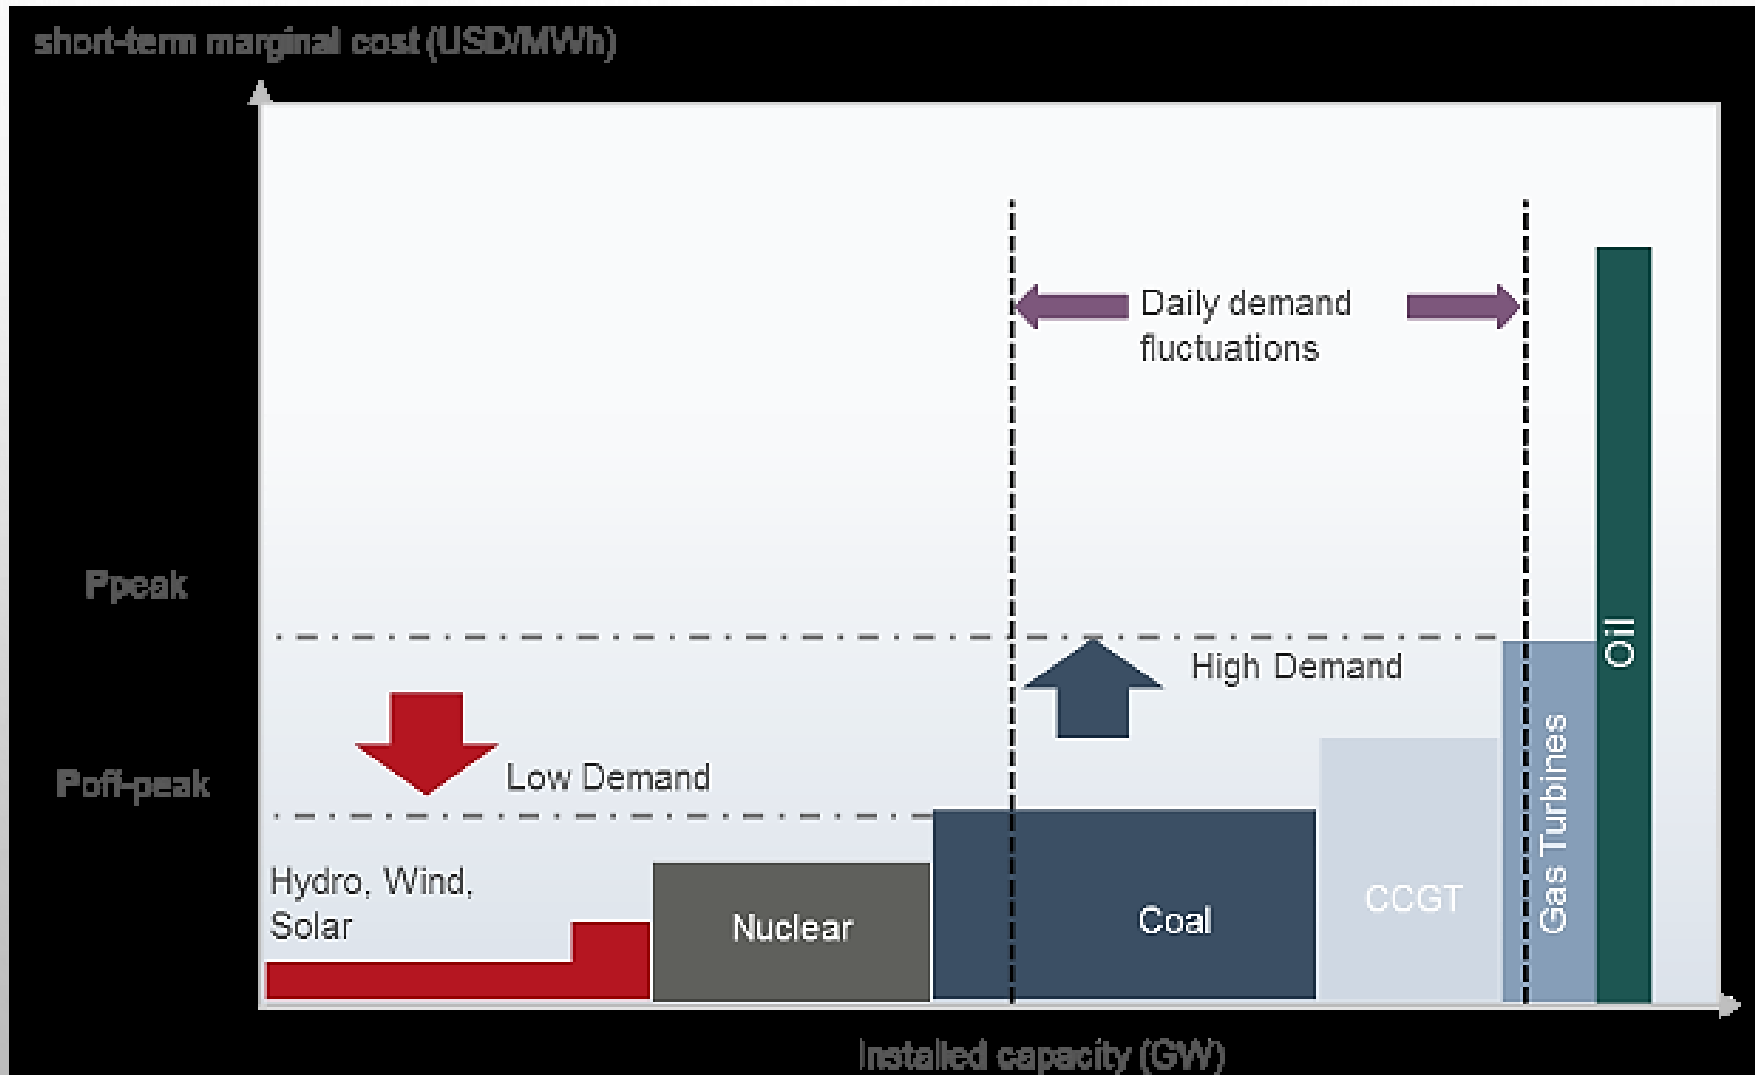 short-term marginal cost (USD/MWh)
Daily demand
fluctuations
Ppeak
High Demand
Oil
Poff-peak
Low Demand
Gas Turbines
Hydro, Wind,
Solar
Nuclear
Coal
CCGT
Installed capacity (GW)